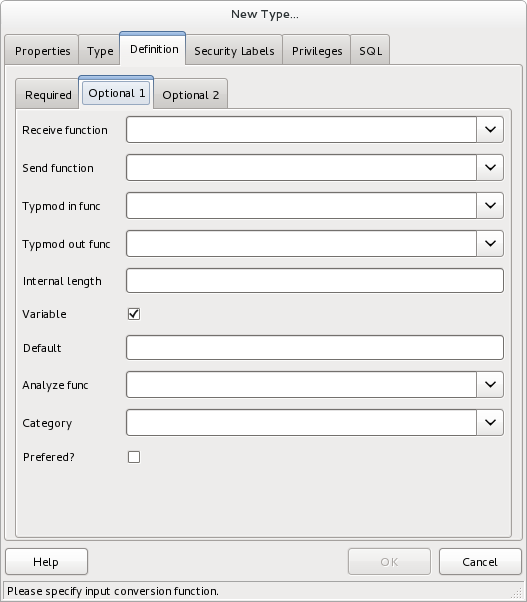 New Type...
Properties Type Definition Security Labels Privileges SQL
Required Optional 1 Optional 2
Receive function
Send function
Typmod in func
Typmod out func
Internal length
Variable
Default
Analyze func
Category
Prefered?
Help OK Cancel
Please specify input conversion function.